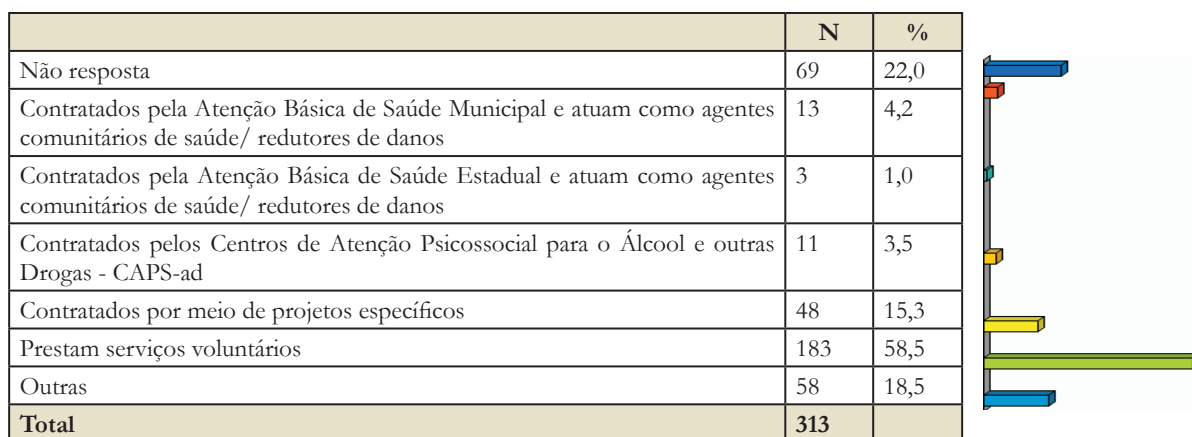 N %
Não resposta 69 22,0
Contratados pela Atenção Básica de Saúde Municipal e atuam como agentes 13 4,2
comunitários de saúde/ redutores de danos
Contratados pela Atenção Básica de Saúde Estadual e atuam como agentes 3 1,0
comunitários de saúde/ redutores de danos
Contratados pelos Centros de Atenção Psicossocial para o Álcool e outras 11 3,5
Drogas - CAPS-ad
Contratados por meio de projetos específicos 48 15,3
Prestam serviços voluntários 183 58,5
Outras 58 18,5
Total 313